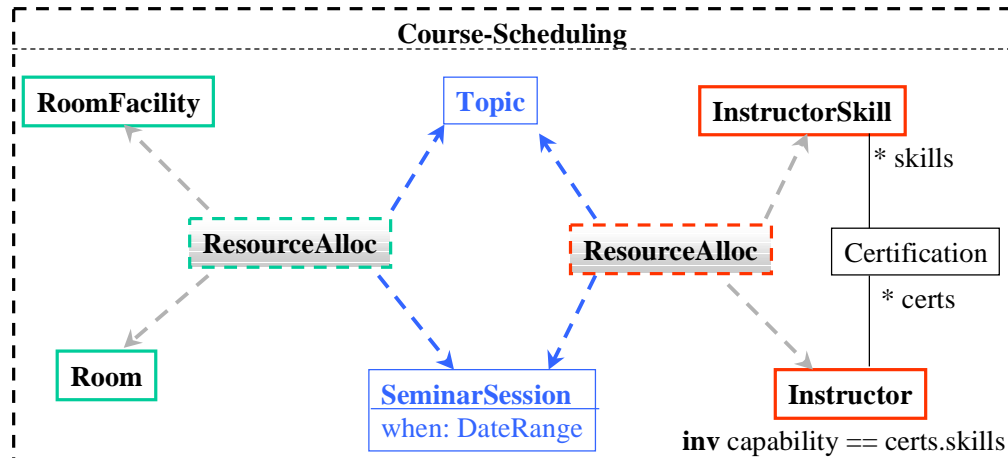 Course-Scheduling
RoomFacility
Topic
InstructorSkill
* skills
ResourceAlloc
ResourceAlloc
Certification
* certs
Room
SeminarSession
when: DateRange
Instructor
inv capability == certs.skills